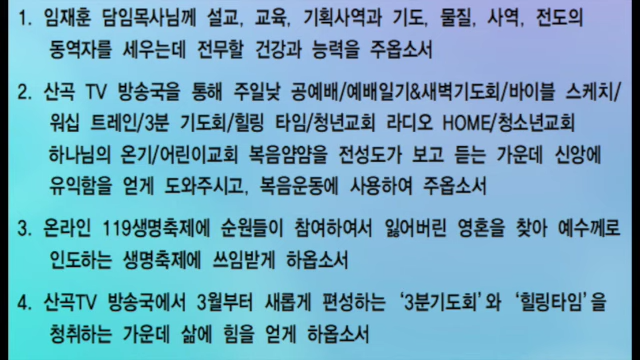 1. 임재훈 담임목사님께 설교, 교육, 기획사역과 기도, 물질, 사역, 전도의
동역자를 세우는데 전무할 건강과 능력을 주옵소서
2. 산곡 TV 방송국을 통해 주일낮 공예배/예배일기&새벽기도회/바이블 스케치/
워십 트레인/3분 기도회/힐링 타임/청년교회 라디오 HOME/청소년교회
하나님의 온기/어린이교회 복음얌얌을 전성도가 보고 듣는 가운데 신앙에
유익함을 얻게 도와주시고, 복음운동에 사용하여 주옵소서
3. 온라인 119생명축제에 순원들이 참여하여서 잃어버린 영혼을 찾아 예수께로
인도하는 생명축제에 쓰임받게 하옵소서
4. 산곡TV 방송국에서 3월부터 새롭게 편성하는 ‘3분기도회’와 ‘힐링타임’을
청취하는 가운데 삶에 힘을 얻게 하옵소서